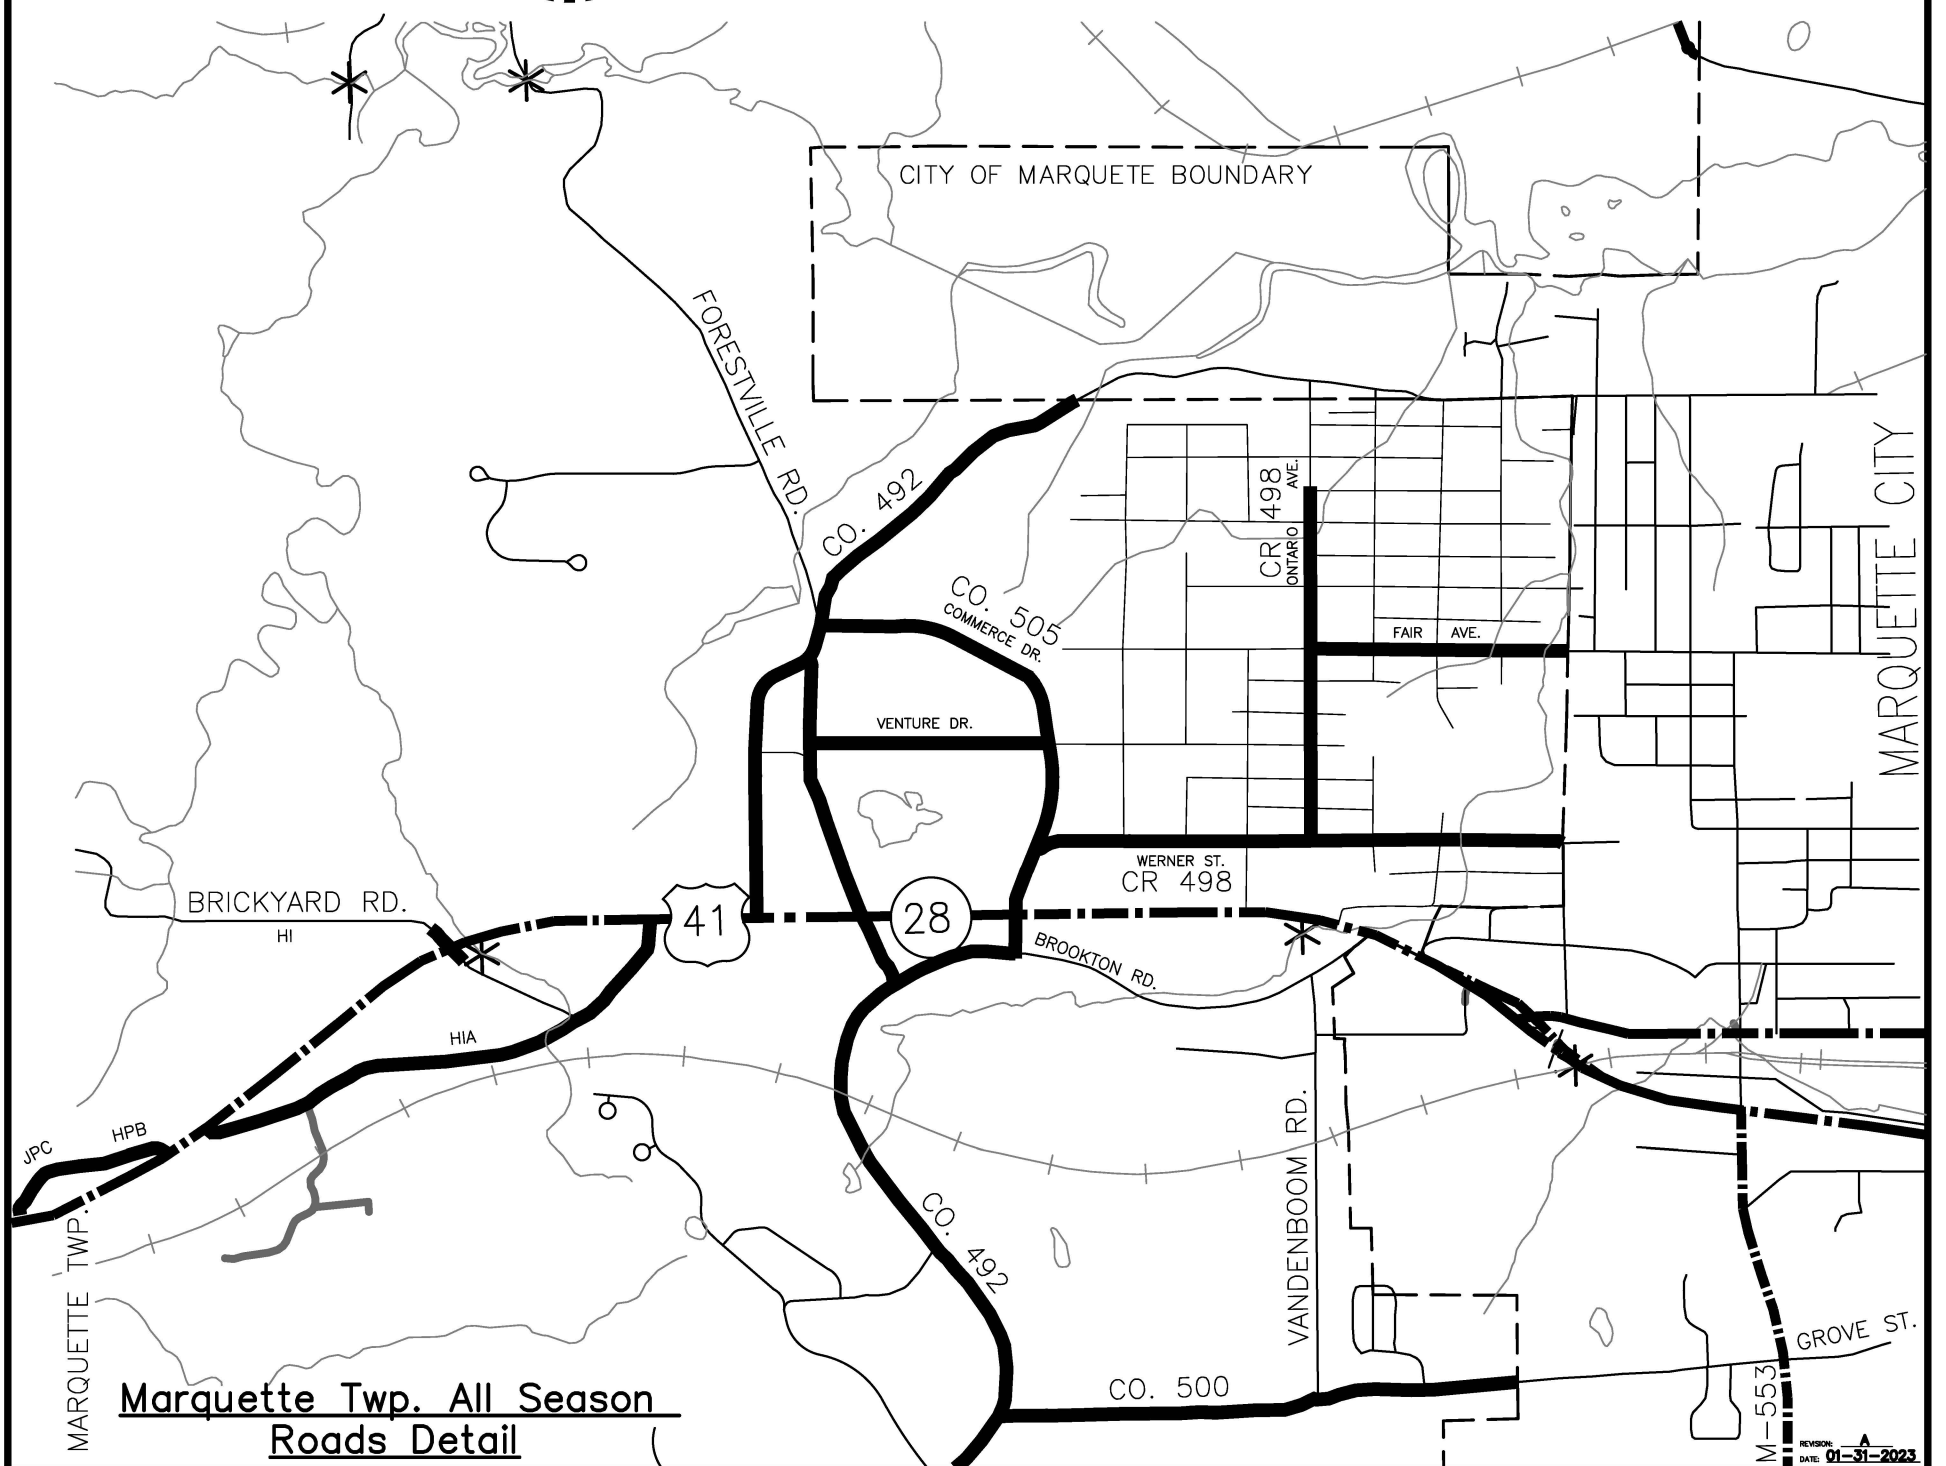 CITY OF MARQUETE BOUNDARY
FORESTVILLE RD.
CO. 492
CR 498
ONTARIO AVE.
MARQUETTE CITY
CO. 505
COMMERCE DR.
FAIR AVE.
VENTURE DR.
WERNER ST.
CR 498
BRICKYARD RD.
HI
41
28
BROOKTON RD.
HIA
HPB
JPC
MARQUETTE TWP.
CO. 492
VANDENBOOM RD.
CO. 500
GROVE ST.
M-553
Marquette Twp. All Season
Roads Detail
REVISION: A
DATE: 01-31-2023